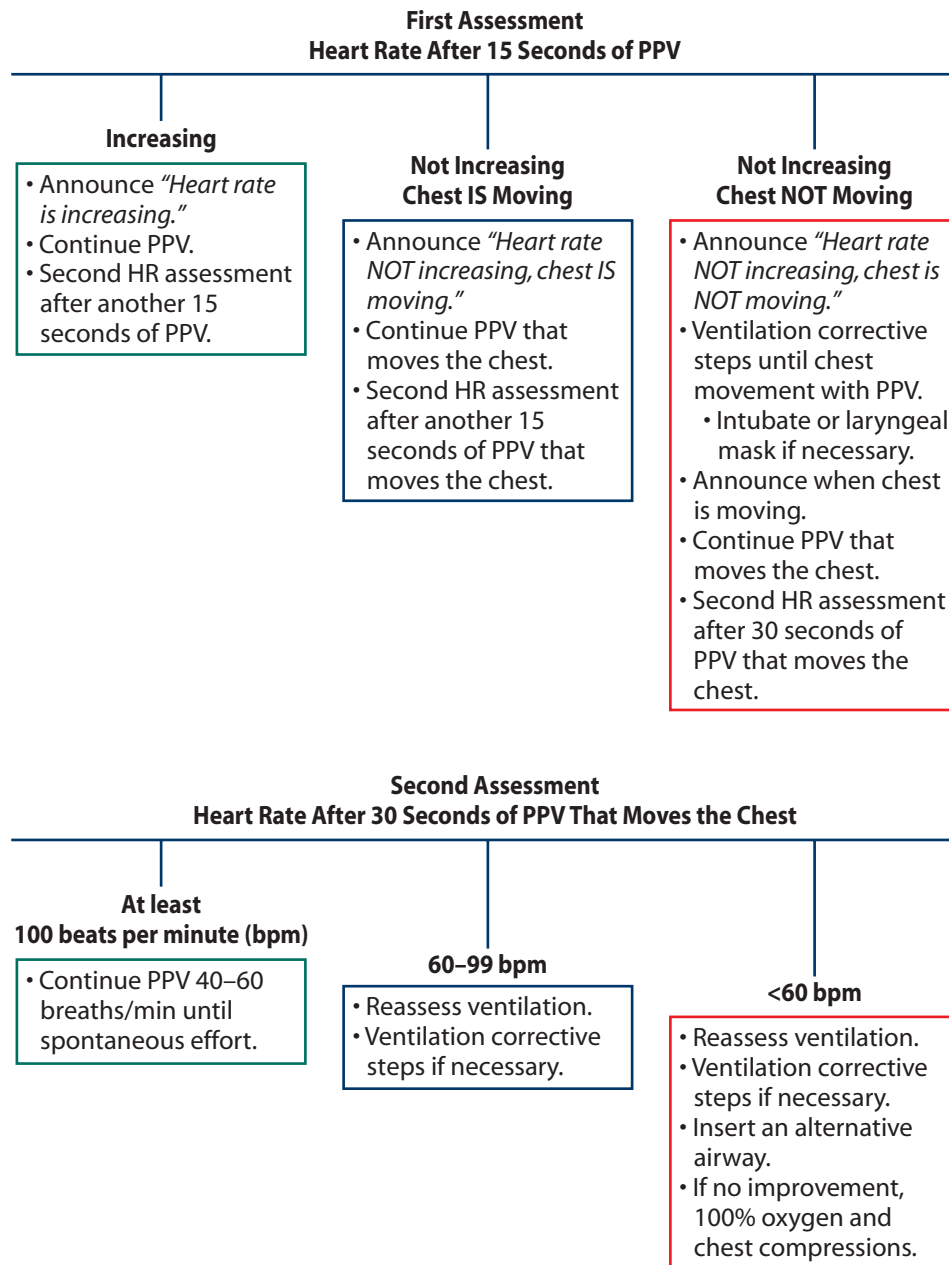 First Assessment
Heart Rate After 15 Seconds of PPV
Increasing
• Announce “Heart rate
is increasing.”
• Continue PPV.
• Second HR assessment
after another 15
seconds of PPV.
Not Increasing
Chest IS Moving
• Announce “Heart rate
NOT increasing, chest IS
moving.”
• Continue PPV that
moves the chest.
• Second HR assessment
after another 15
seconds of PPV that
moves the chest.
Not Increasing
Chest NOT Moving
• Announce “Heart rate
NOT increasing, chest is
NOT moving.”
• Ventilation corrective
steps until chest
movement with PPV.
• Intubate or laryngeal
mask if necessary.
• Announce when chest
is moving.
• Continue PPV that
moves the chest.
• Second HR assessment
after 30 seconds of
PPV that moves the
chest.
Second Assessment
Heart Rate After 30 Seconds of PPV That Moves the Chest
At least
100 beats per minute (bpm)
• Continue PPV 40–60
breaths/min until
spontaneous effort.
60–99 bpm
• Reassess ventilation.
• Ventilation corrective
steps if necessary.
<60 bpm
• Reassess ventilation.
• Ventilation corrective
steps if necessary.
• Insert an alternative
airway.
• If no improvement,
100% oxygen and
chest compressions.